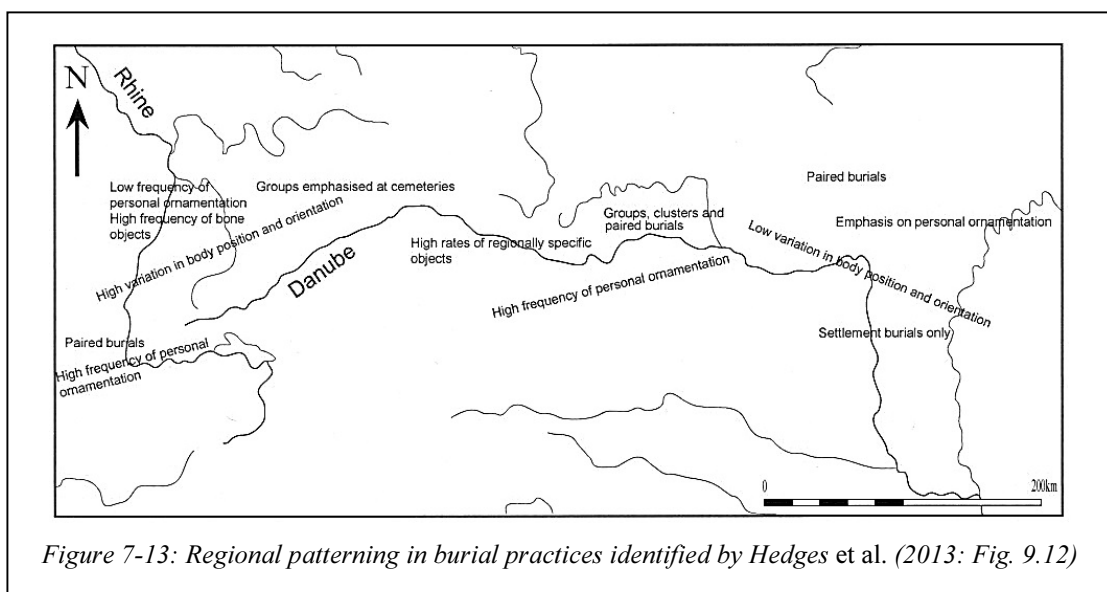 N
Rhine
Low frequency of
personal ornamentation
High frequency of bone
objects
Groups emphasised at cemeteries
High variation in body position and orientation
Danube
High rates of regionally specific
objects
Groups, clusters and
paired burials
High frequency of personal ornamentation
Paired burials
Emphasis on personal ornamentation
Low variation in body position and orientation
Settlement burials only
Paired burials
High frequency of personal
ornamentation
0
200km
Figure 7-13: Regional patterning in burial practices identified by Hedges et al. (2013: Fig. 9.12)